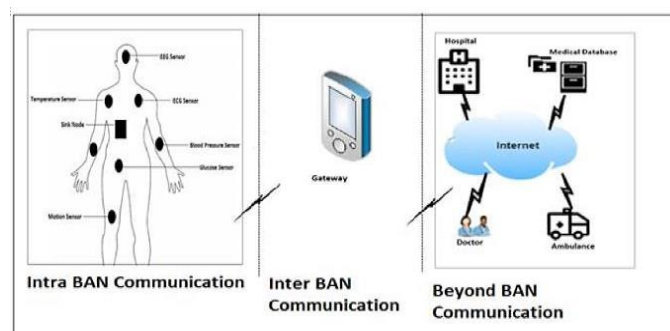 EEG Sensor
Temperature Sensor
ECG Sensor
Sink Node
Blood Pressure Sensor
Glucose Sensor
Motion Sensor
Intra BAN Communication
Gateway
Inter BAN
Communication
Hospital
Medical Database
Internet
Doctor
Ambulance
Beyond BAN
Communication